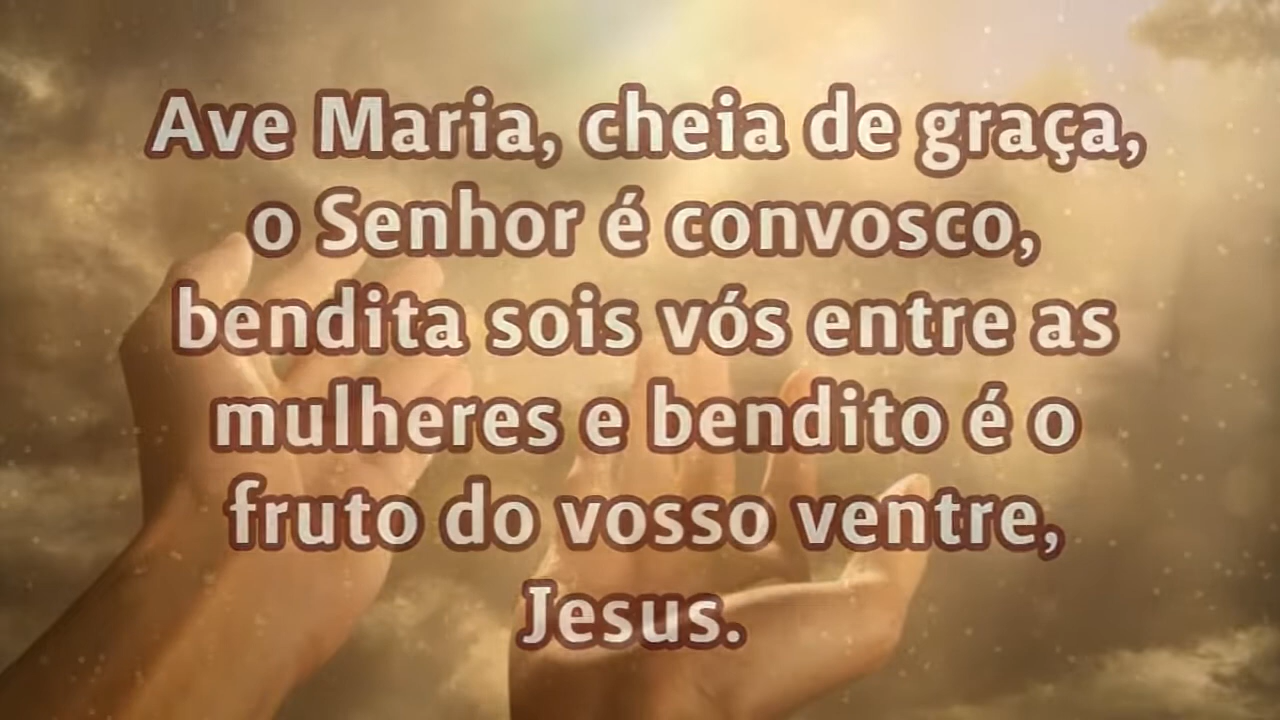 Ave Maria, cheia de graça,
o Senhor é convosco,
bendita sois vós entre as
mulheres e bendito é o
fruto do vosso ventre,
Jesus.